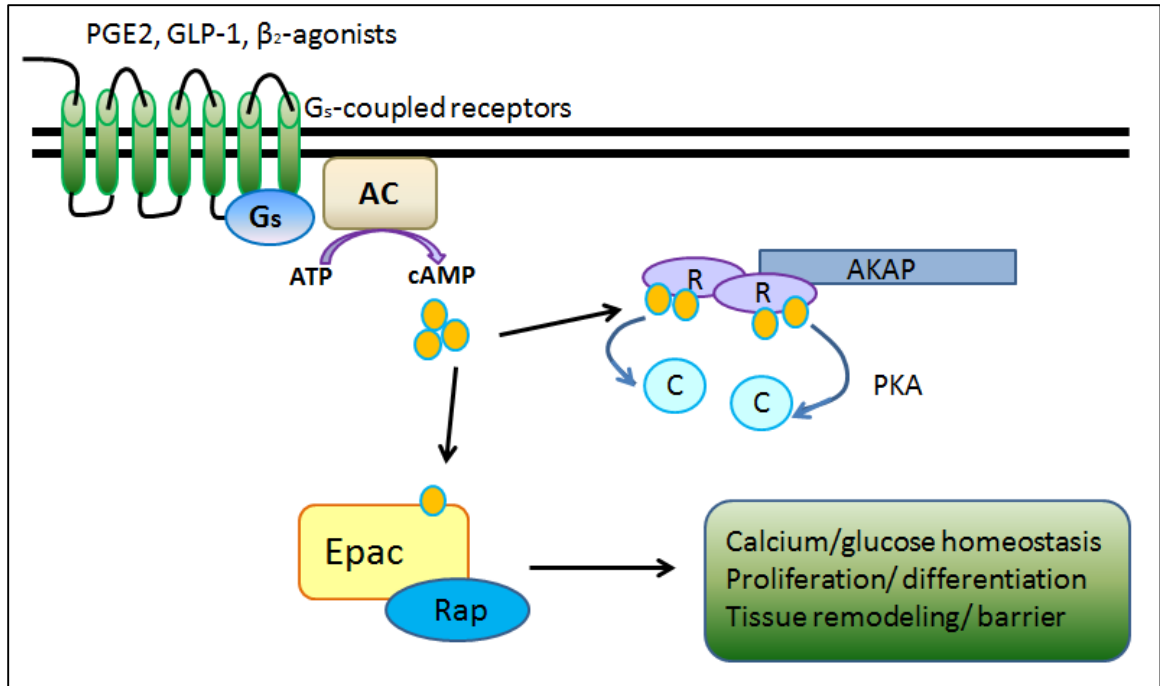 PGE2, GLP-1, β₂-agonists
Gs-coupled receptors
Gs
AC
ATP
cAMP
R
R
AKAP
C
C
PKA
Epac
Rap
Calcium/glucose homeostasis
Proliferation/ differentiation
Tissue remodeling/ barrier